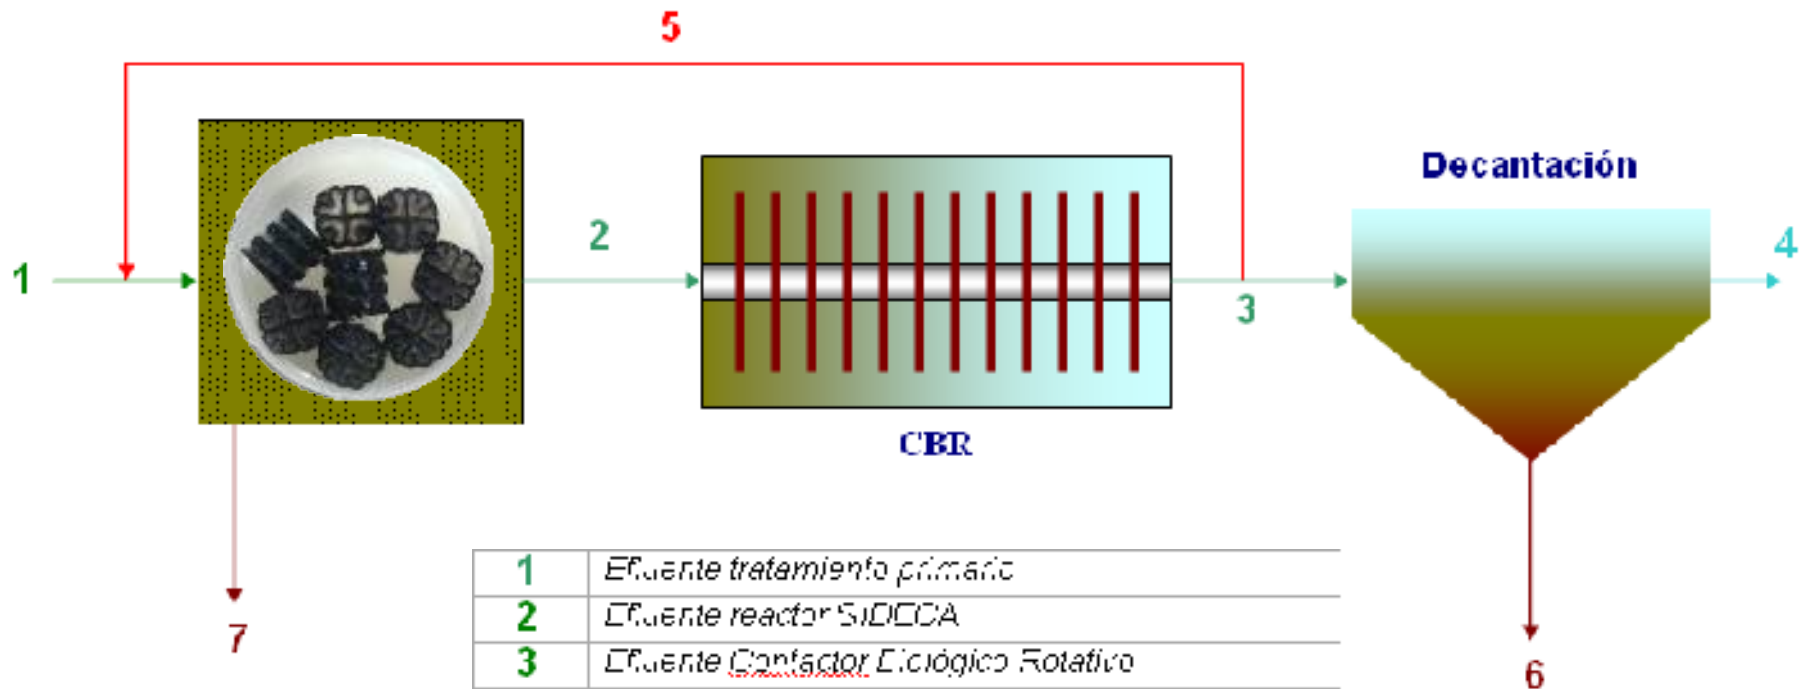 5
Decantación
1
2
3
4
CBR
7
6
1 Efluente tratamiento primario
2 Efluente reactor SIDECA
3 Efluente Contactor Biológico Rotativo